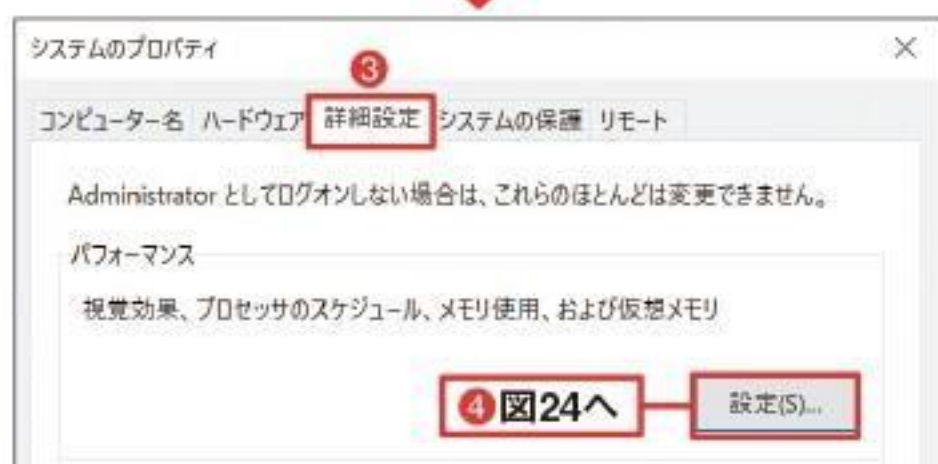 システムのプロパティ
❸
コンピューター名 ハードウェア 詳細設定 システムの保護 リモート
Administrator としてログオンしない場合は、これらのほとんどは変更できません。
パフォーマンス
視覚効果、プロセッサのスケジュール、メモリ使用、および仮想メモリ
❹図24へ 設定(S)...